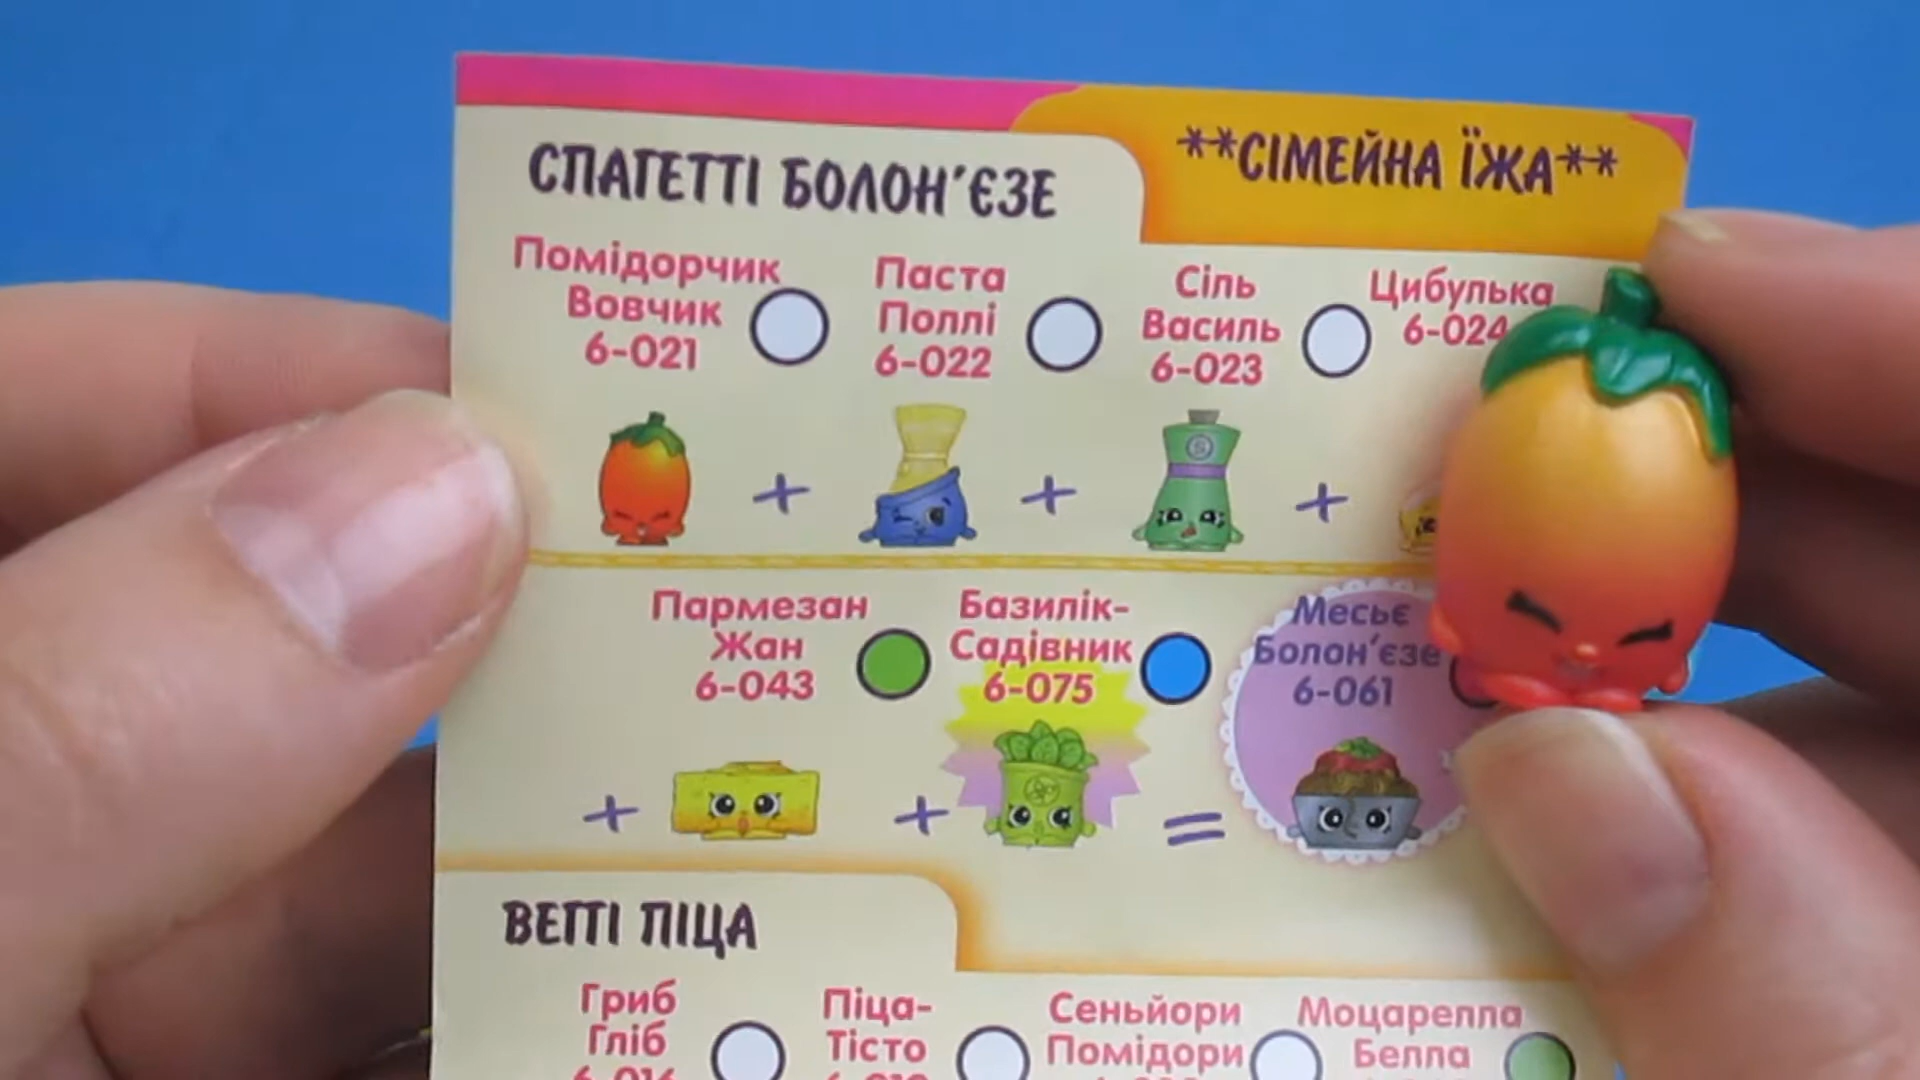 СПАГЕТТІ БОЛОН'ЄЗЕ
**СІМЕЙНА ЇЖА**
Помідорчик
Вовчик
6-021
Паста
Поллі
6-022
Сіль
Василь
6-023
Цибулька
6-024
+ + +
Пармезан
Жан
6-043
Базилік-
Садівник
6-075
Месьє
Болон'єзе
6-061
+ + =
ВЕГГІ ПІЦА
Гриб
Гліб
6-016
Піца-
Тісто
Сеньйори
Помідори
Моцарелла
Белла